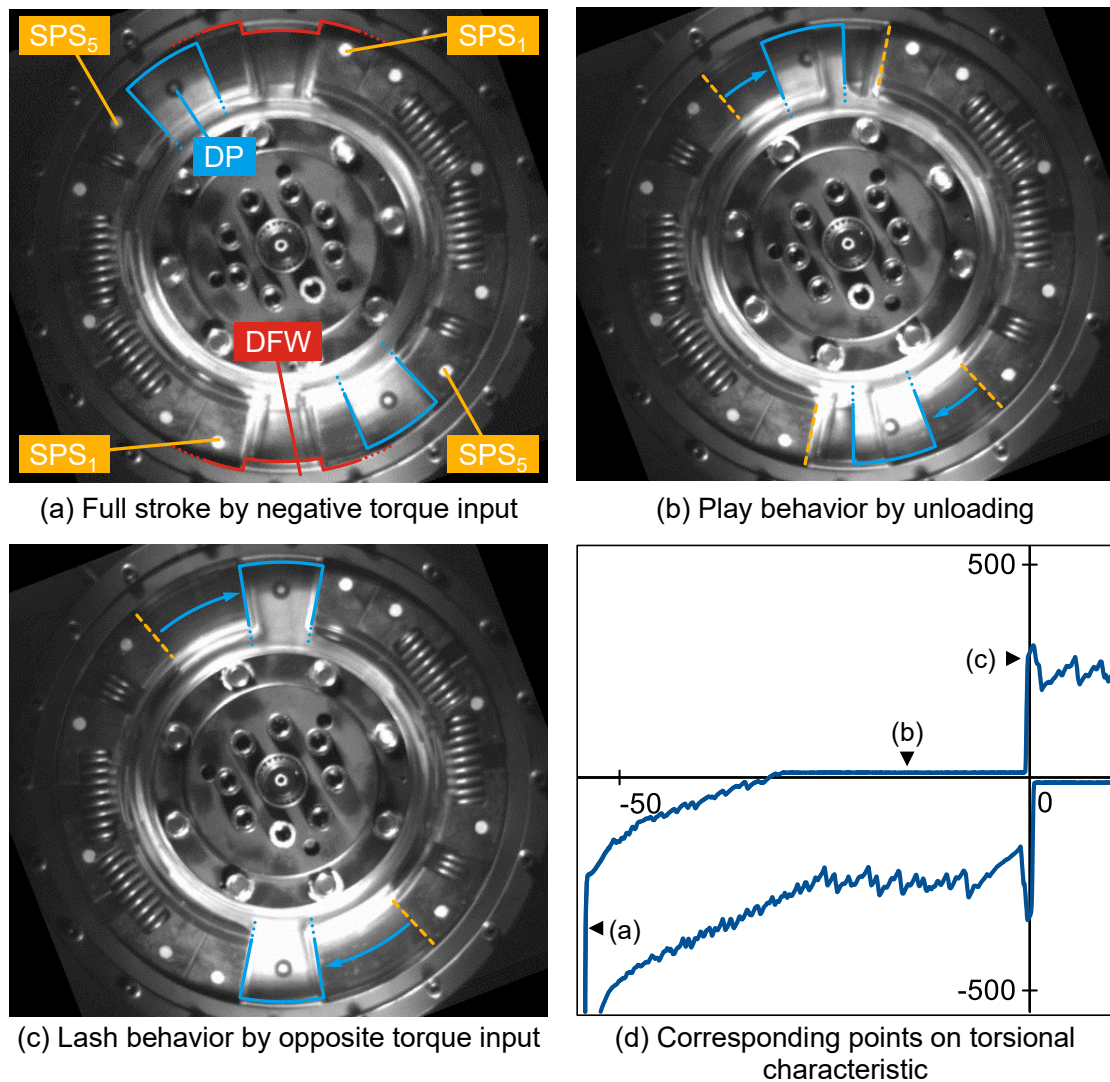 SPS5
SPS1
DP
DFW
SPS1
SPS5
(a) Full stroke by negative torque input
(b) Play behavior by unloading
500
(c)
(b)
-50
0
(a)
-500
(c) Lash behavior by opposite torque input
(d) Corresponding points on torsional
characteristic